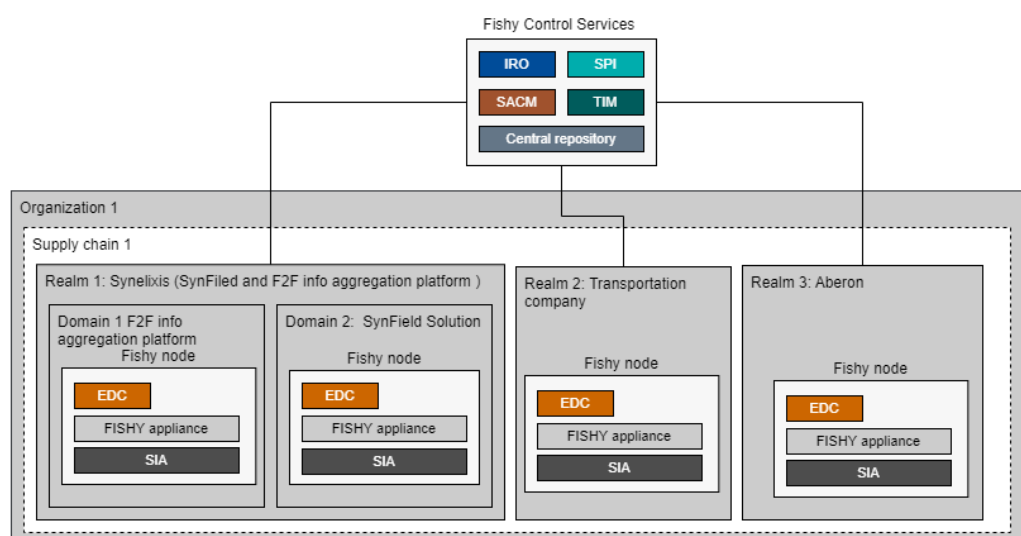 Fishy Control Services
IRO
SPI
SACM
TIM
Central repository
Organization 1
Supply chain 1
Realm 1: Synelixis (SynFiled and F2F info aggregation platform )
Domain 1 F2F info
aggregation platform
Fishy node
EDC
FISHY appliance
SIA
Domain 2:  SynField Solution
Fishy node
EDC
FISHY appliance
SIA
Realm 2: Transportation
company
Fishy node
EDC
FISHY appliance
SIA
Realm 3: Aberon
Fishy node
EDC
FISHY appliance
SIA